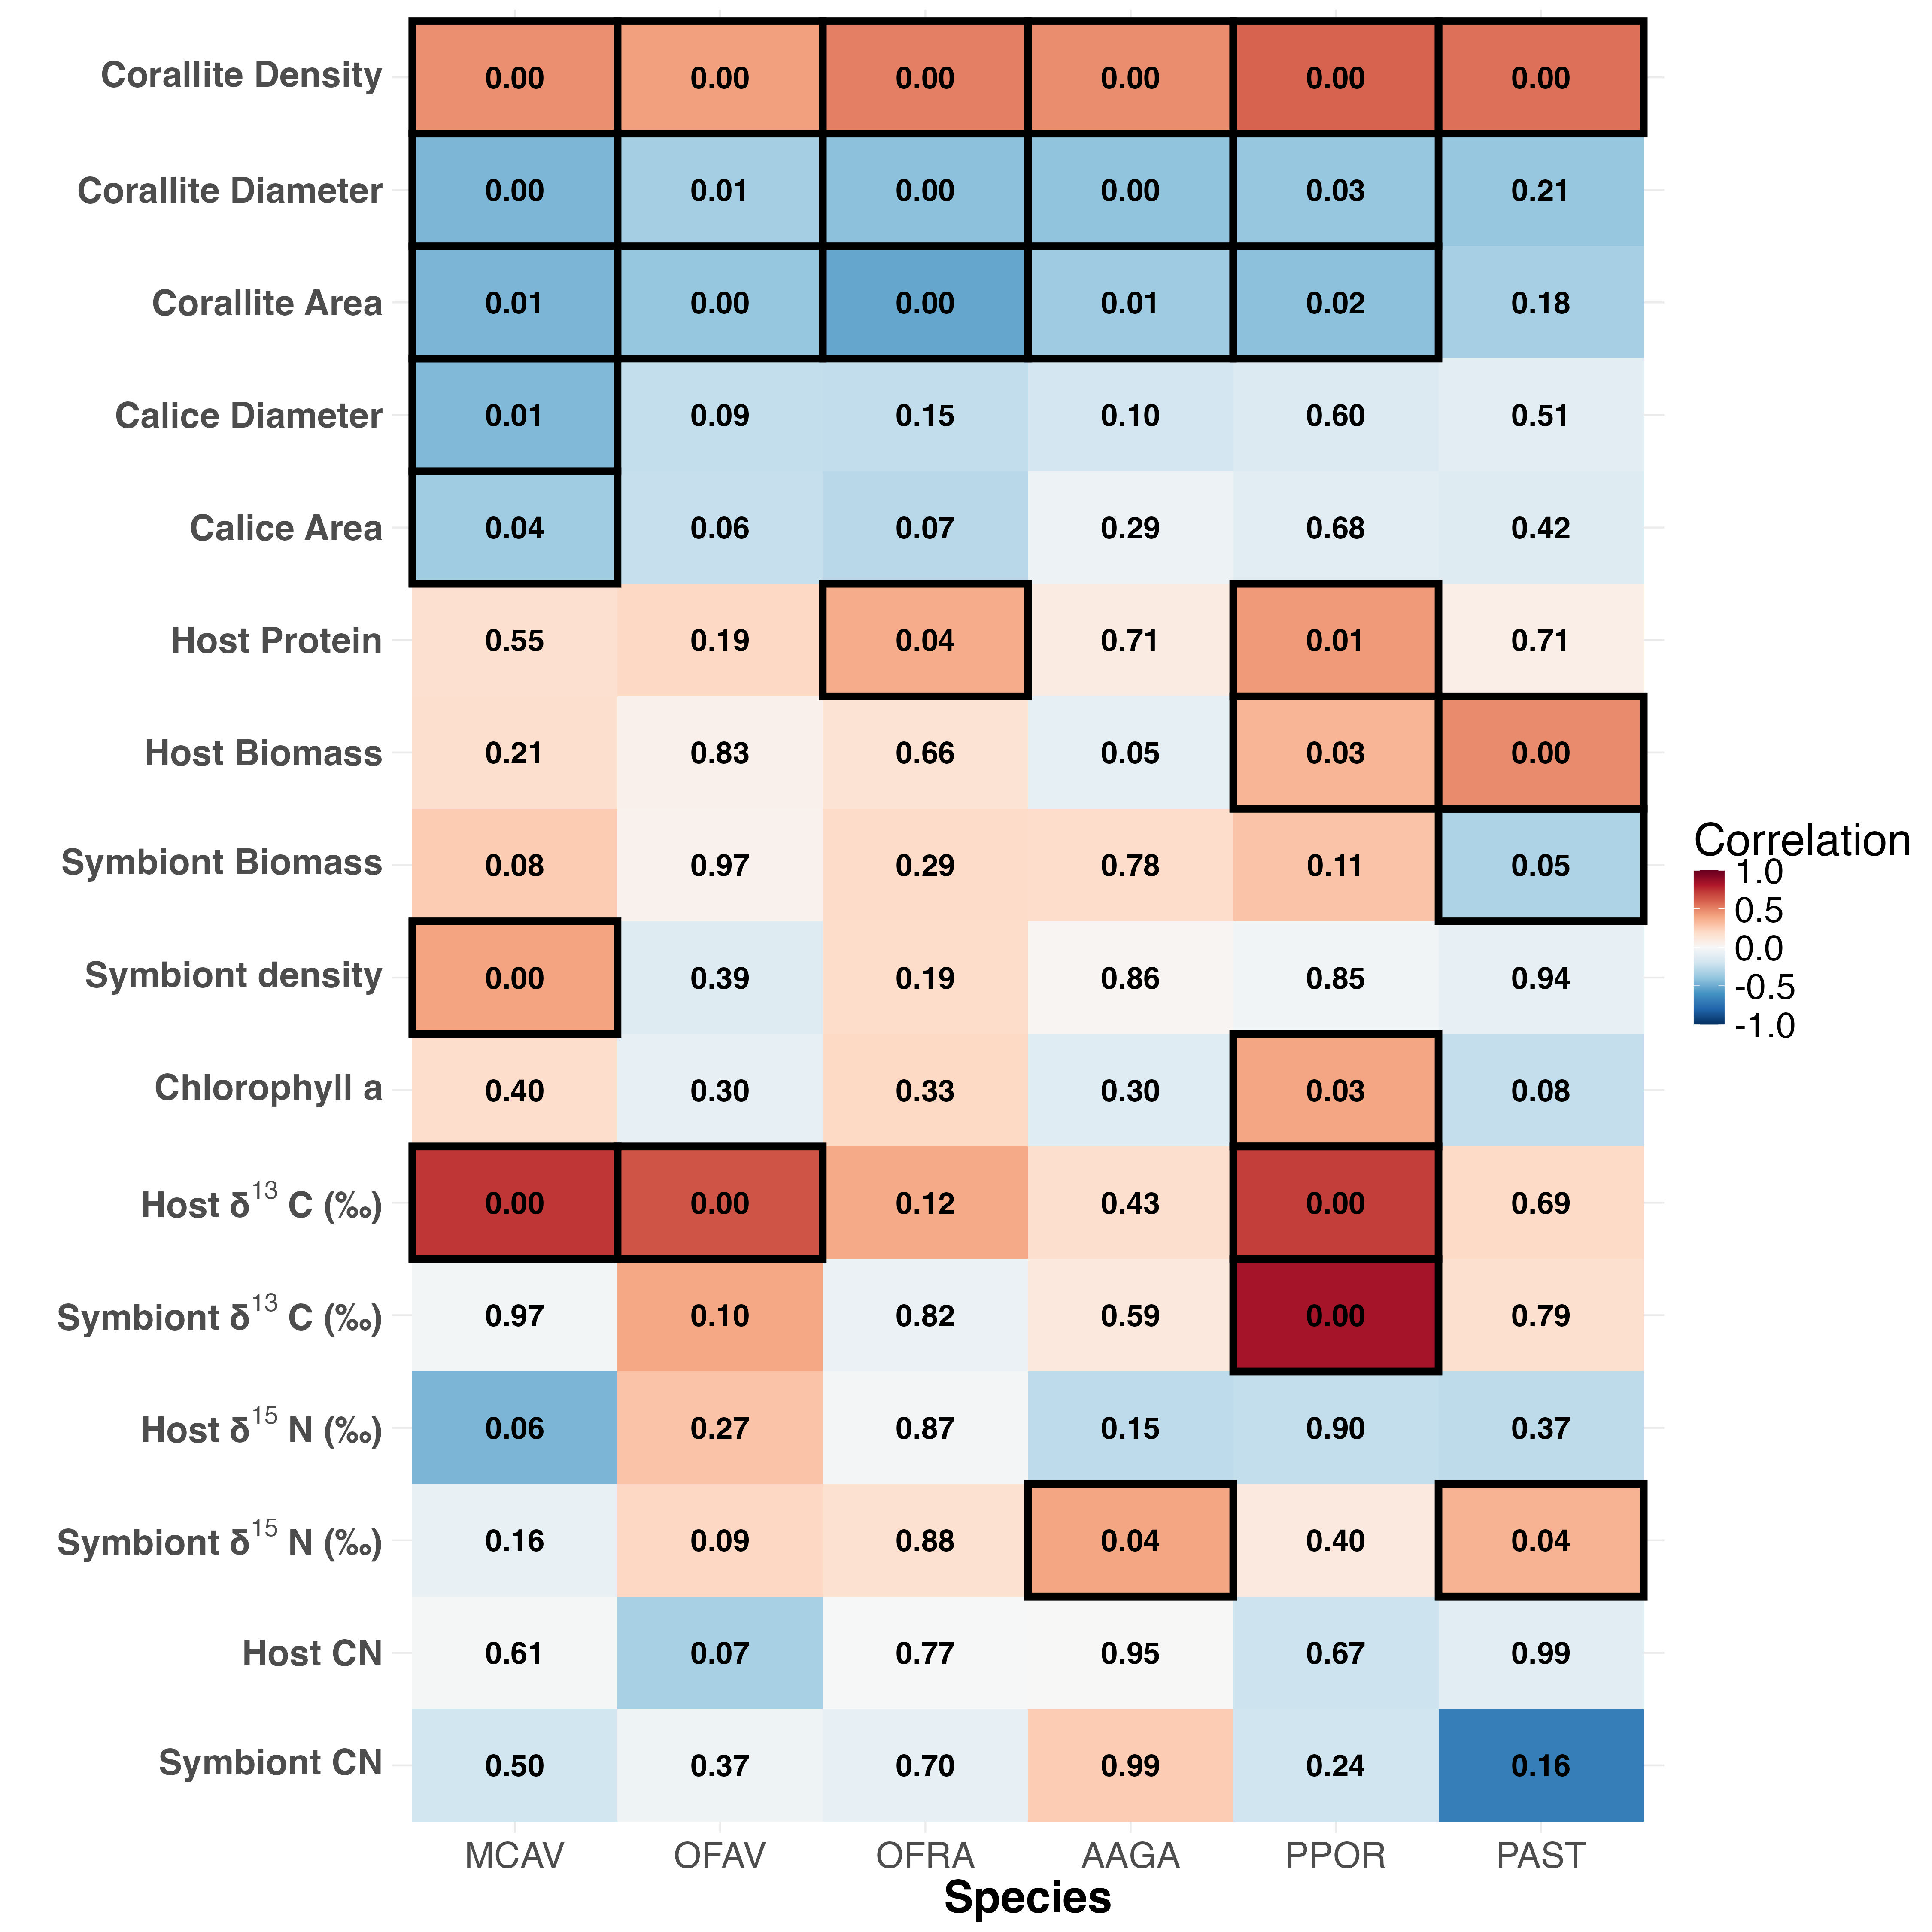 Corallite Density 0.00 0.00 0.00 0.00 0.00 0.00
Corallite Diameter 0.00 0.01 0.00 0.00 0.03 0.21
Corallite Area 0.01 0.00 0.00 0.01 0.02 0.18
Calice Diameter 0.01 0.09 0.15 0.10 0.60 0.51
Calice Area 0.04 0.06 0.07 0.29 0.68 0.42
Host Protein 0.55 0.19 0.04 0.71 0.01 0.71
Host Biomass 0.21 0.83 0.66 0.05 0.03 0.00
Symbiont Biomass 0.08 0.97 0.29 0.78 0.11 0.05
Symbiont density 0.00 0.39 0.19 0.86 0.85 0.94
Chlorophyll a 0.40 0.30 0.33 0.30 0.03 0.08
Host δ¹³ C (‰) 0.00 0.00 0.12 0.43 0.00 0.69
Symbiont δ¹³ C (‰) 0.97 0.10 0.82 0.59 0.00 0.79
Host δ¹⁵ N (‰) 0.06 0.27 0.87 0.15 0.90 0.37
Symbiont δ¹⁵ N (‰) 0.16 0.09 0.88 0.04 0.40 0.04
Host CN 0.61 0.07 0.77 0.95 0.67 0.99
Symbiont CN 0.50 0.37 0.70 0.99 0.24 0.16
MCAV OFAV OFRA AAGA PPOR PAST
Species
Correlation
1.0
0.5
0.0
-0.5
-1.0